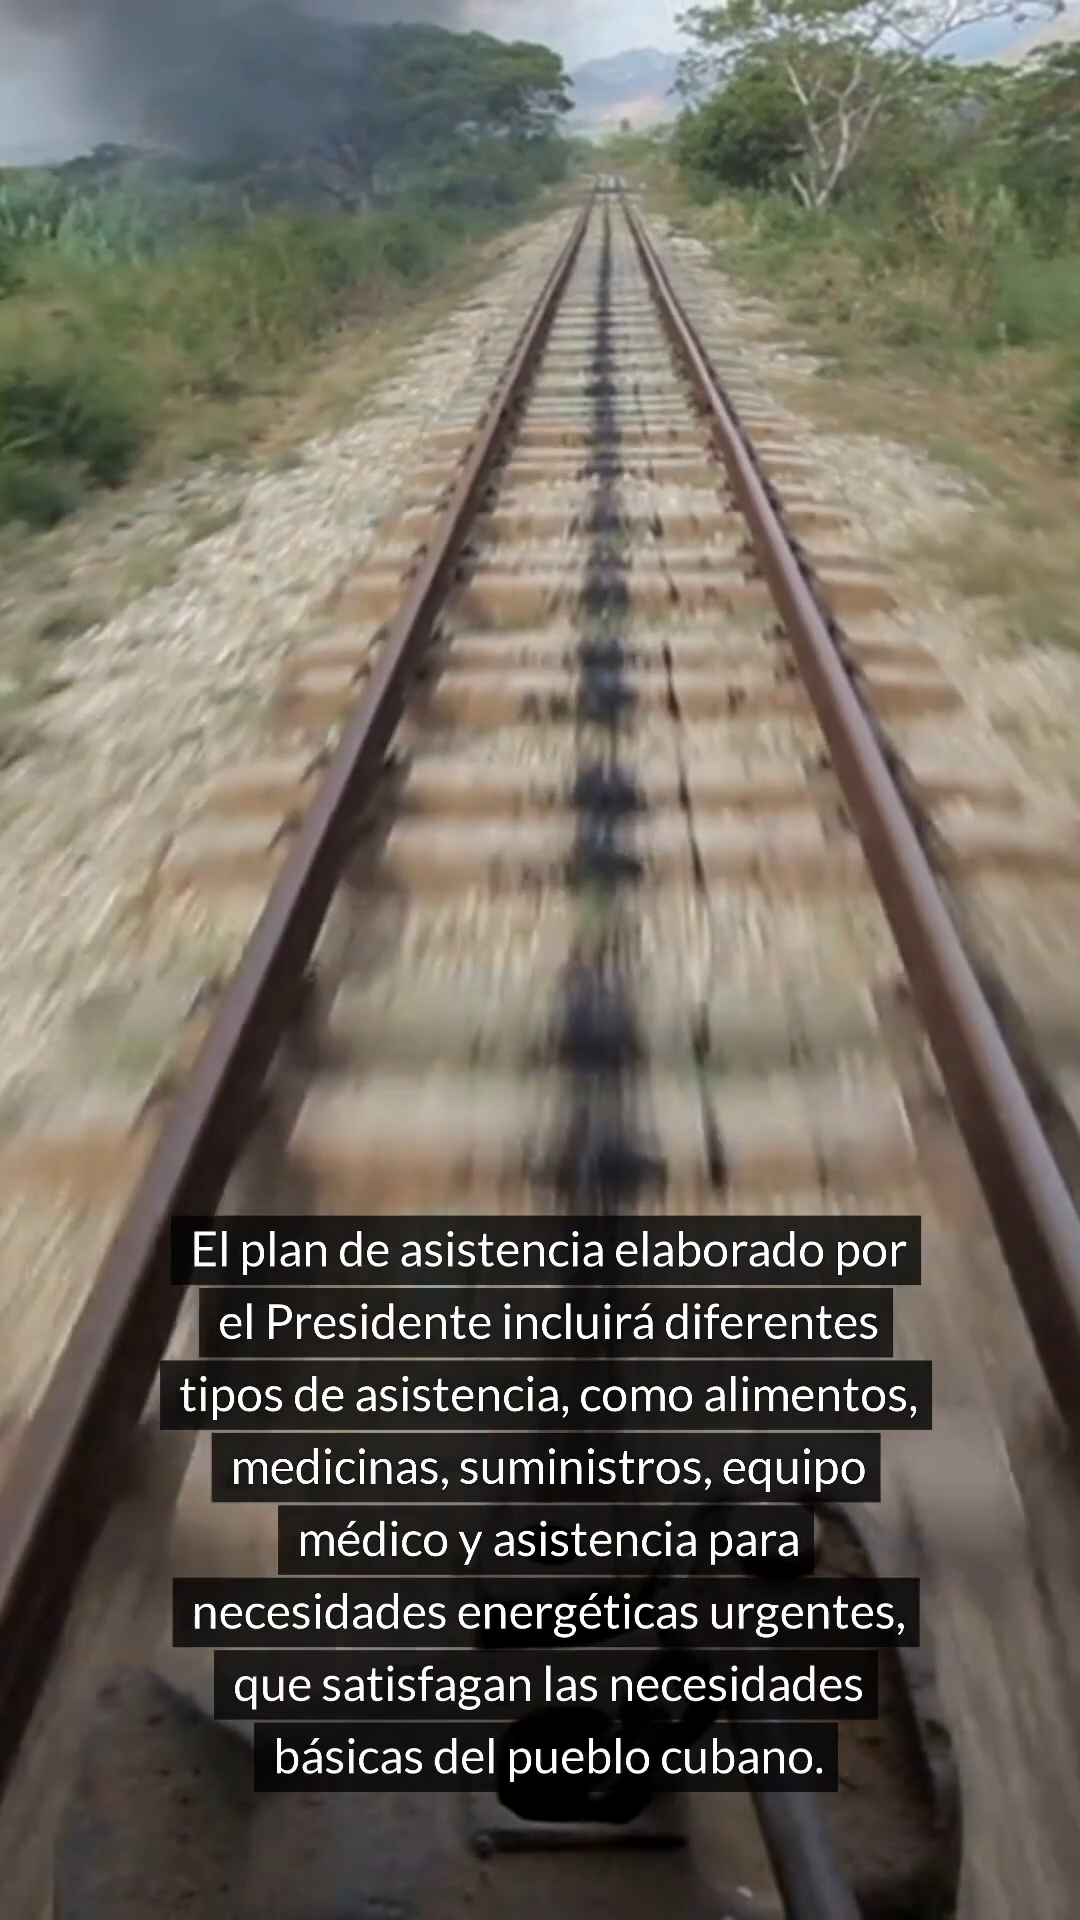 El plan de asistencia elaborado por
el Presidente incluirá diferentes
tipos de asistencia, como alimentos,
medicinas, suministros, equipo
médico y asistencia para
necesidades energéticas urgentes,
que satisfagan las necesidades
básicas del pueblo cubano.